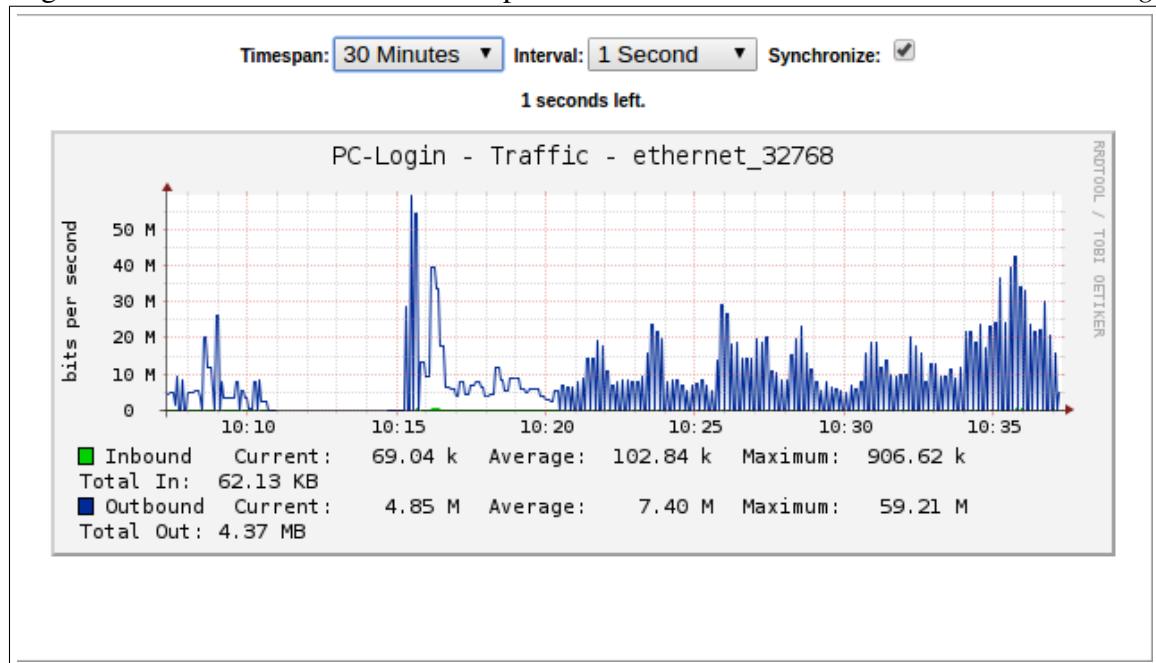 Timespan: 30 Minutes ▼ Interval: 1 Second ▼ Synchronize:
1 seconds left.
PC-Login - Traffic - ethernet_32768
RRDTOOL / TOBI OETIKER
bits per second
50 M
40 M
30 M
20 M
10 M
0
10:10 10:15 10:20 10:25 10:30 10:35
Inbound Current: 69.04 k Average: 102.84 k Maximum: 906.62 k
Total In: 62.13 KB
Outbound Current: 4.85 M Average: 7.40 M Maximum: 59.21 M
Total Out: 4.37 MB